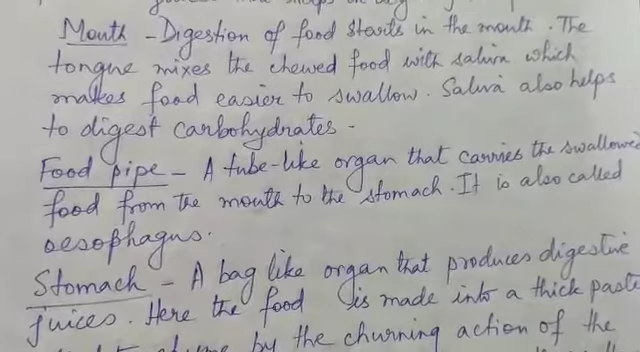 Mouth - Digestion of food starts in the mouth. The
tongue mixes the chewed food with saliva which
makes food easier to swallow. Saliva also helps
to digest carbohydrates -
Food pipe - A tube-like organ that carries the swallowed
food from the mouth to the stomach. It is also called
oesophagus.
Stomach - A bag like organ that produces digestive
juices. Here the food is made into a thick paste
by the churning action of the